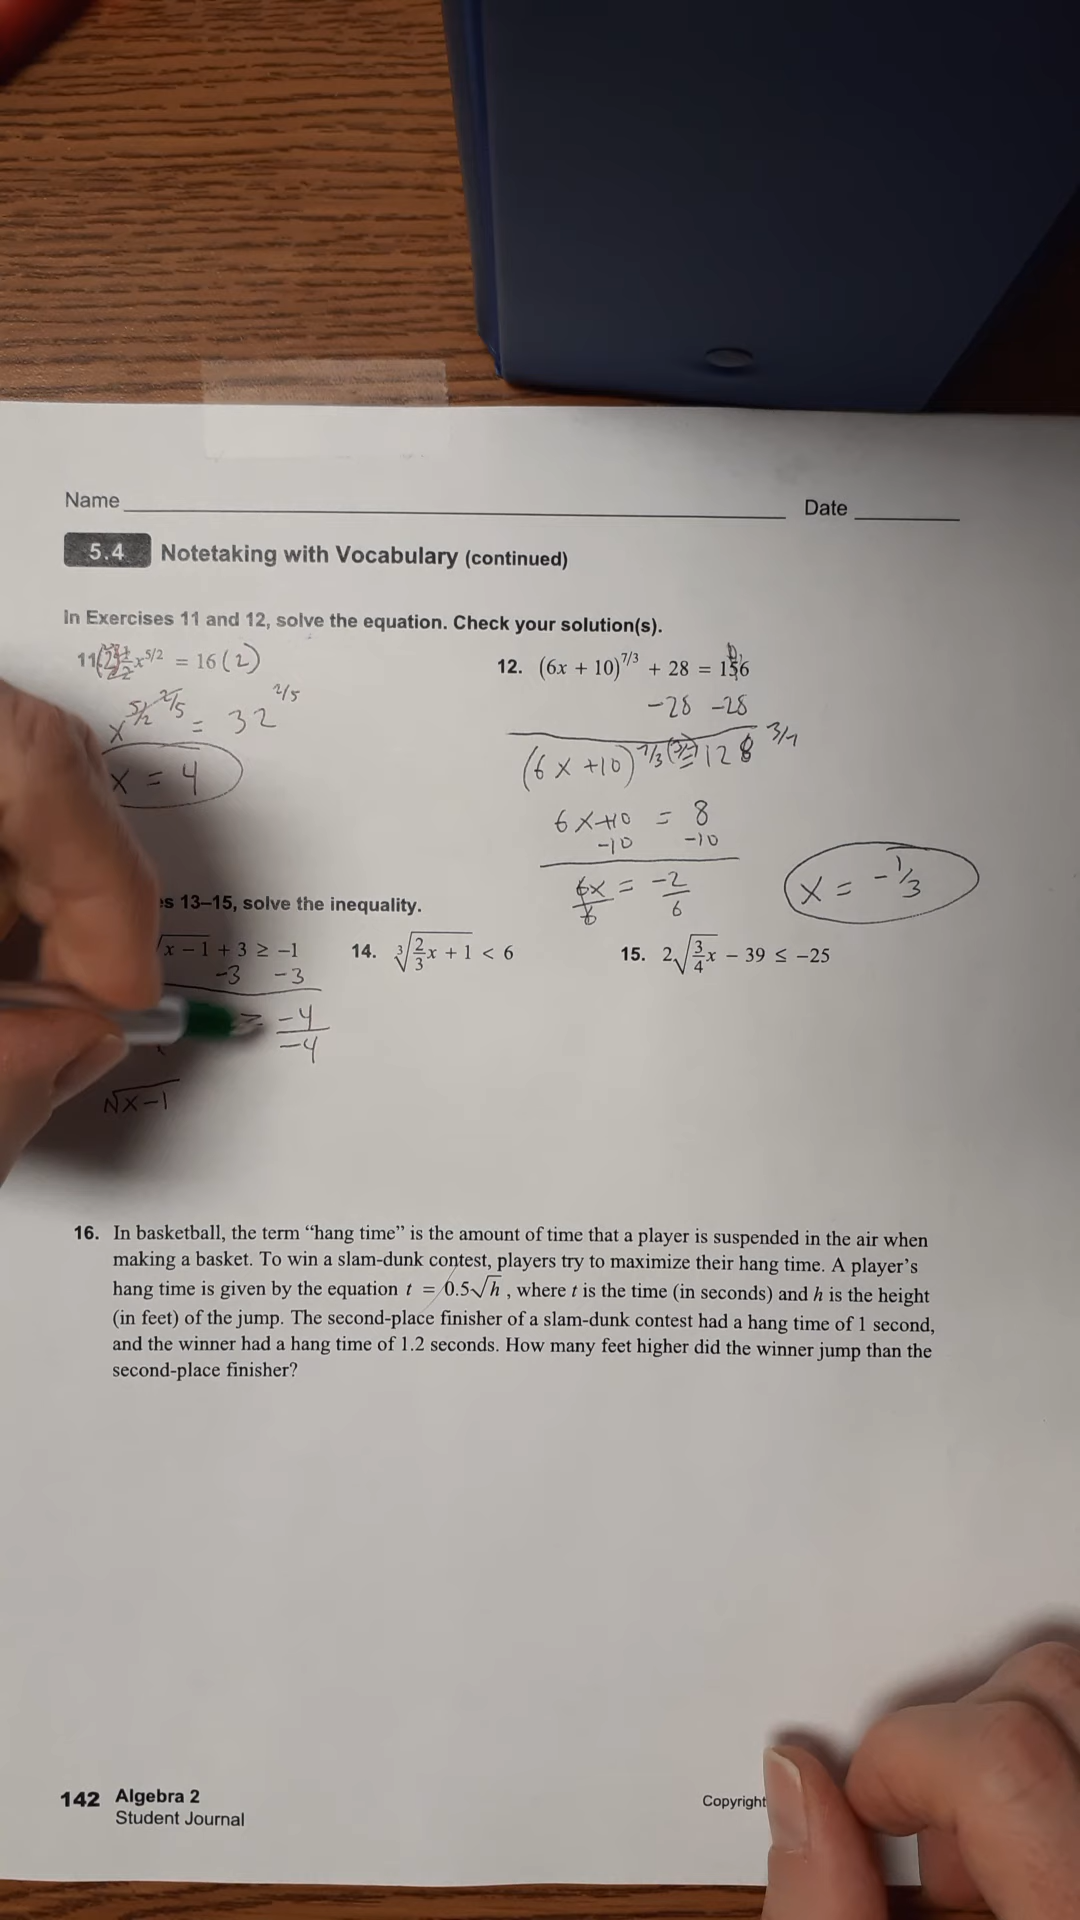 Name Date
5.4 Notetaking with Vocabulary (continued)
In Exercises 11 and 12, solve the equation. Check your solution(s).
x^5/2 = 16 (2)
x^5/2 2/5 = 32^2/5
x = 4
12. (6x + 10)^7/3 + 28 = 156
-28 -28
(6x +10)^7/3 (3/7) = 128^3/7
6x+10 = 8
-10 -10
6x/6 = -2/6
x = -1/3
13–15, solve the inequality.
√x − 1 + 3 ≥ −1
-3 -3
≥ -4/-4
√x-1
14. ∛(2/3 x + 1) < 6
15. 2√(3/4 x) − 39 ≤ −25
16. In basketball, the term “hang time” is the amount of time that a player is suspended in the air when
making a basket. To win a slam-dunk contest, players try to maximize their hang time. A player’s
hang time is given by the equation t = 0.5√h , where t is the time (in seconds) and h is the height
(in feet) of the jump. The second-place finisher of a slam-dunk contest had a hang time of 1 second,
and the winner had a hang time of 1.2 seconds. How many feet higher did the winner jump than the
second-place finisher?
142 Algebra 2
Student Journal
Copyright